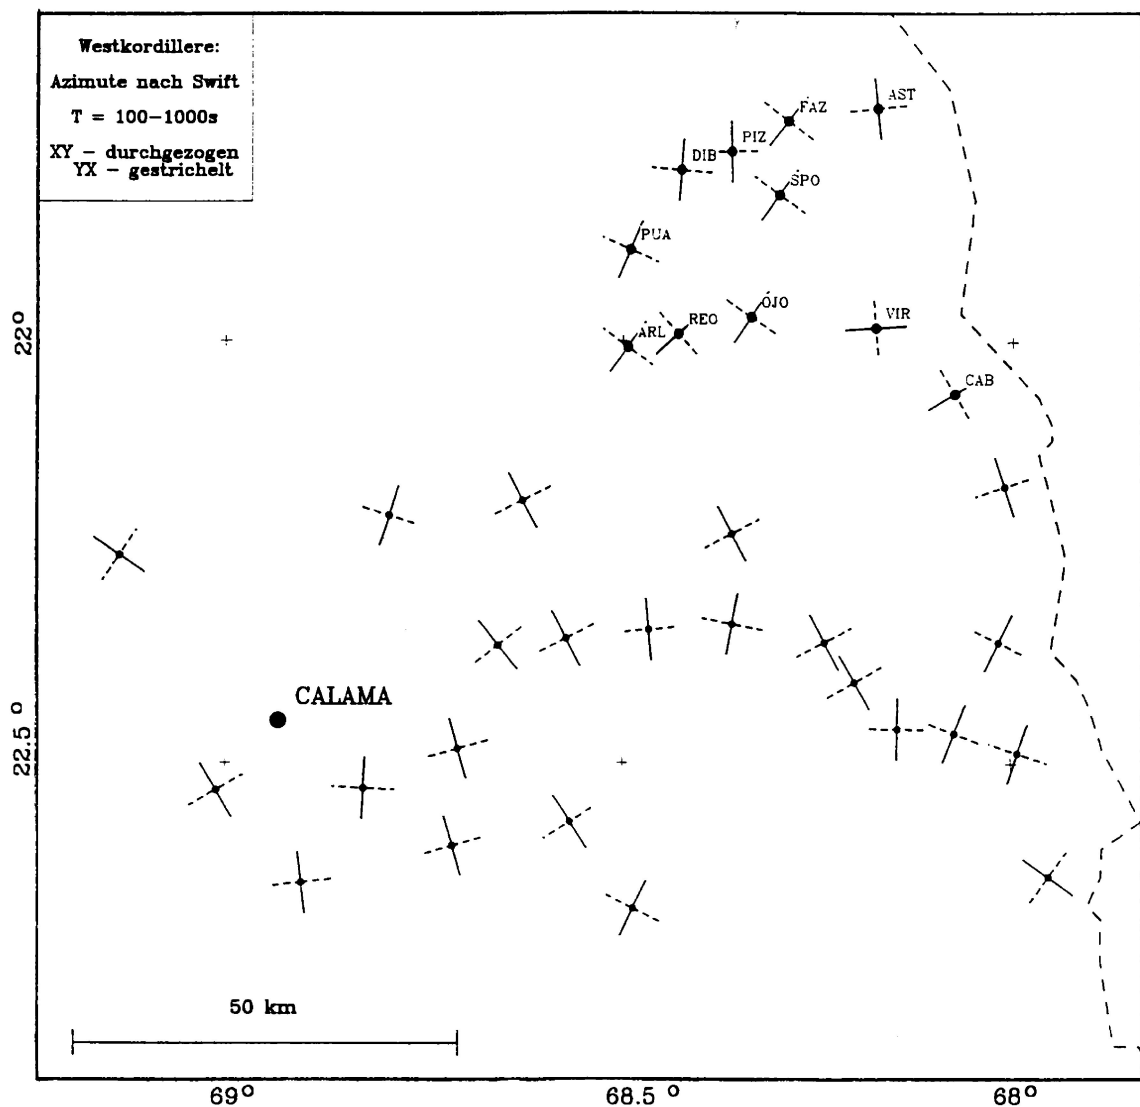 Westkordillere:
Azimute nach Swift
T = 100-1000s
XY - durchgezogen
YX - gestrichelt
FAZ
AST
PIZ
DIB
SPO
PUA
OJO
VIR
REO
ARL
22°
CAB
CALAMA
22.5 °
50 km
69°
68.5 °
68°